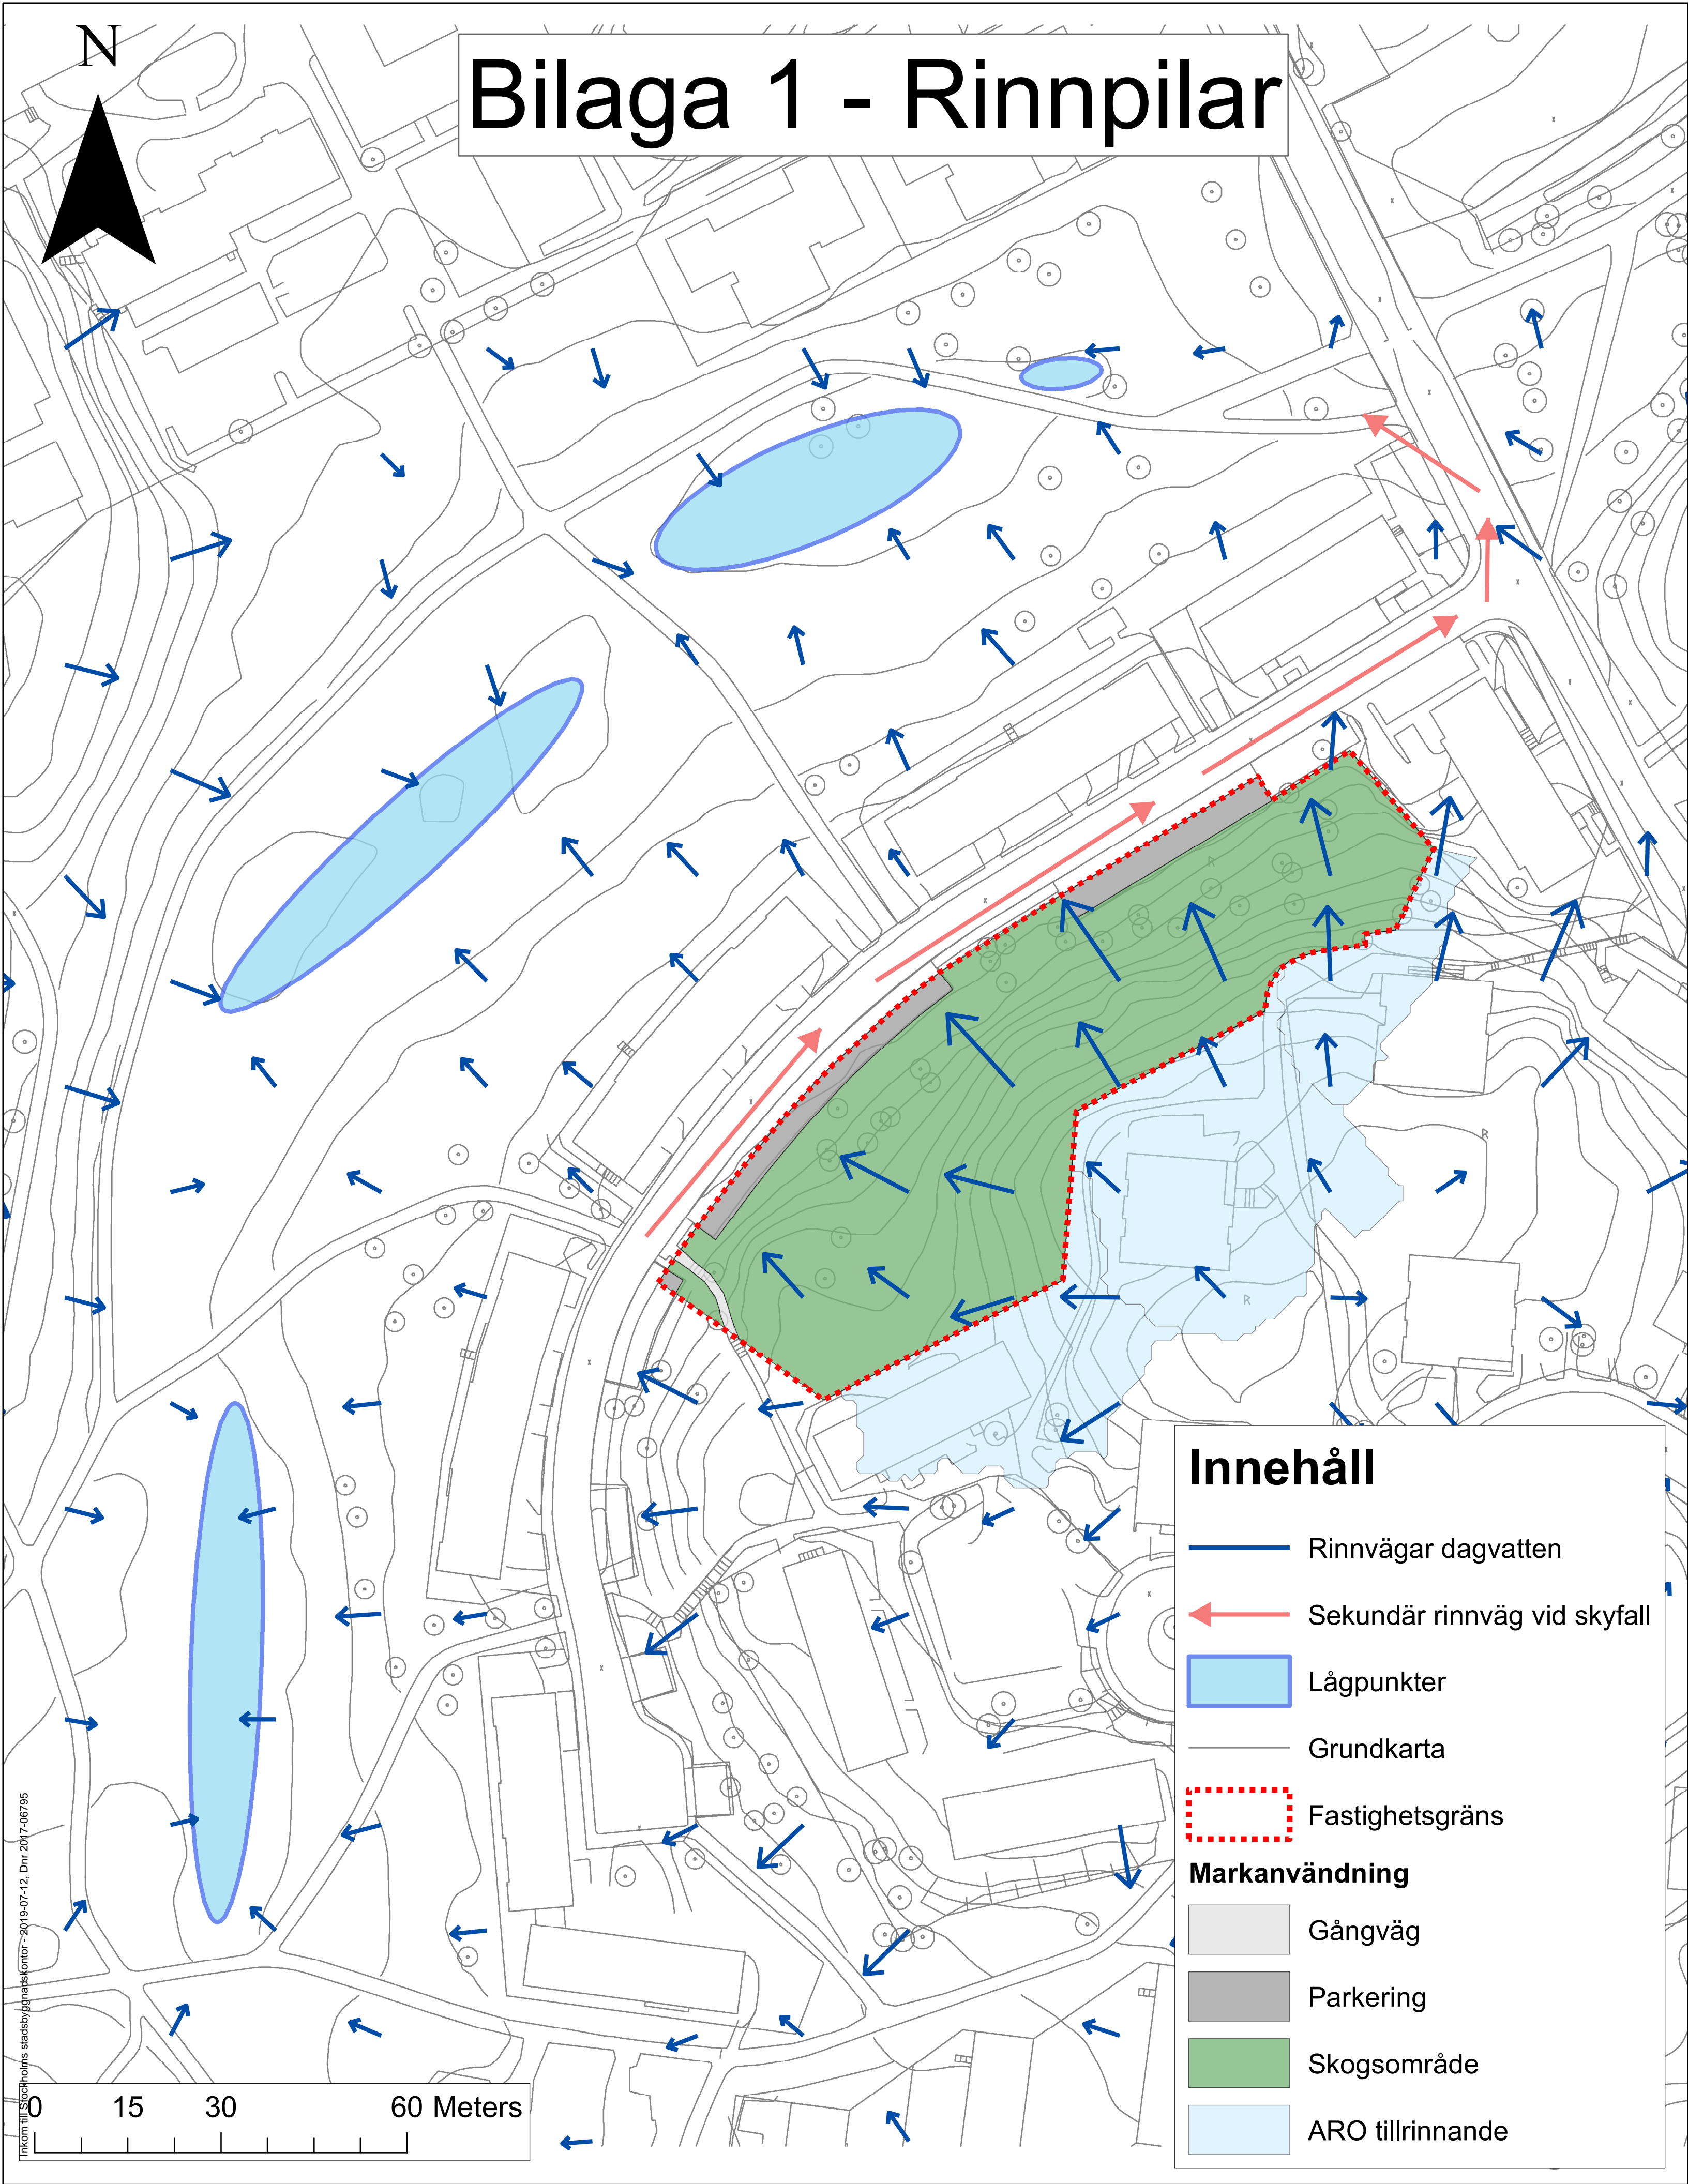 N
Bilaga 1 - Rinnpilar
R
R
R
R
Innehåll
Rinnvägar dagvatten
Sekundär rinnväg vid skyfall
Lågpunkter
Grundkarta
Fastighetsgräns
Markanvändning
Gångväg
Parkering
Skogsområde
ARO tillrinnande
0 15 30 60 Meters
Inkom till Stockholms stadsbyggnadskontor - 2019-07-12, Dnr 2017-06795